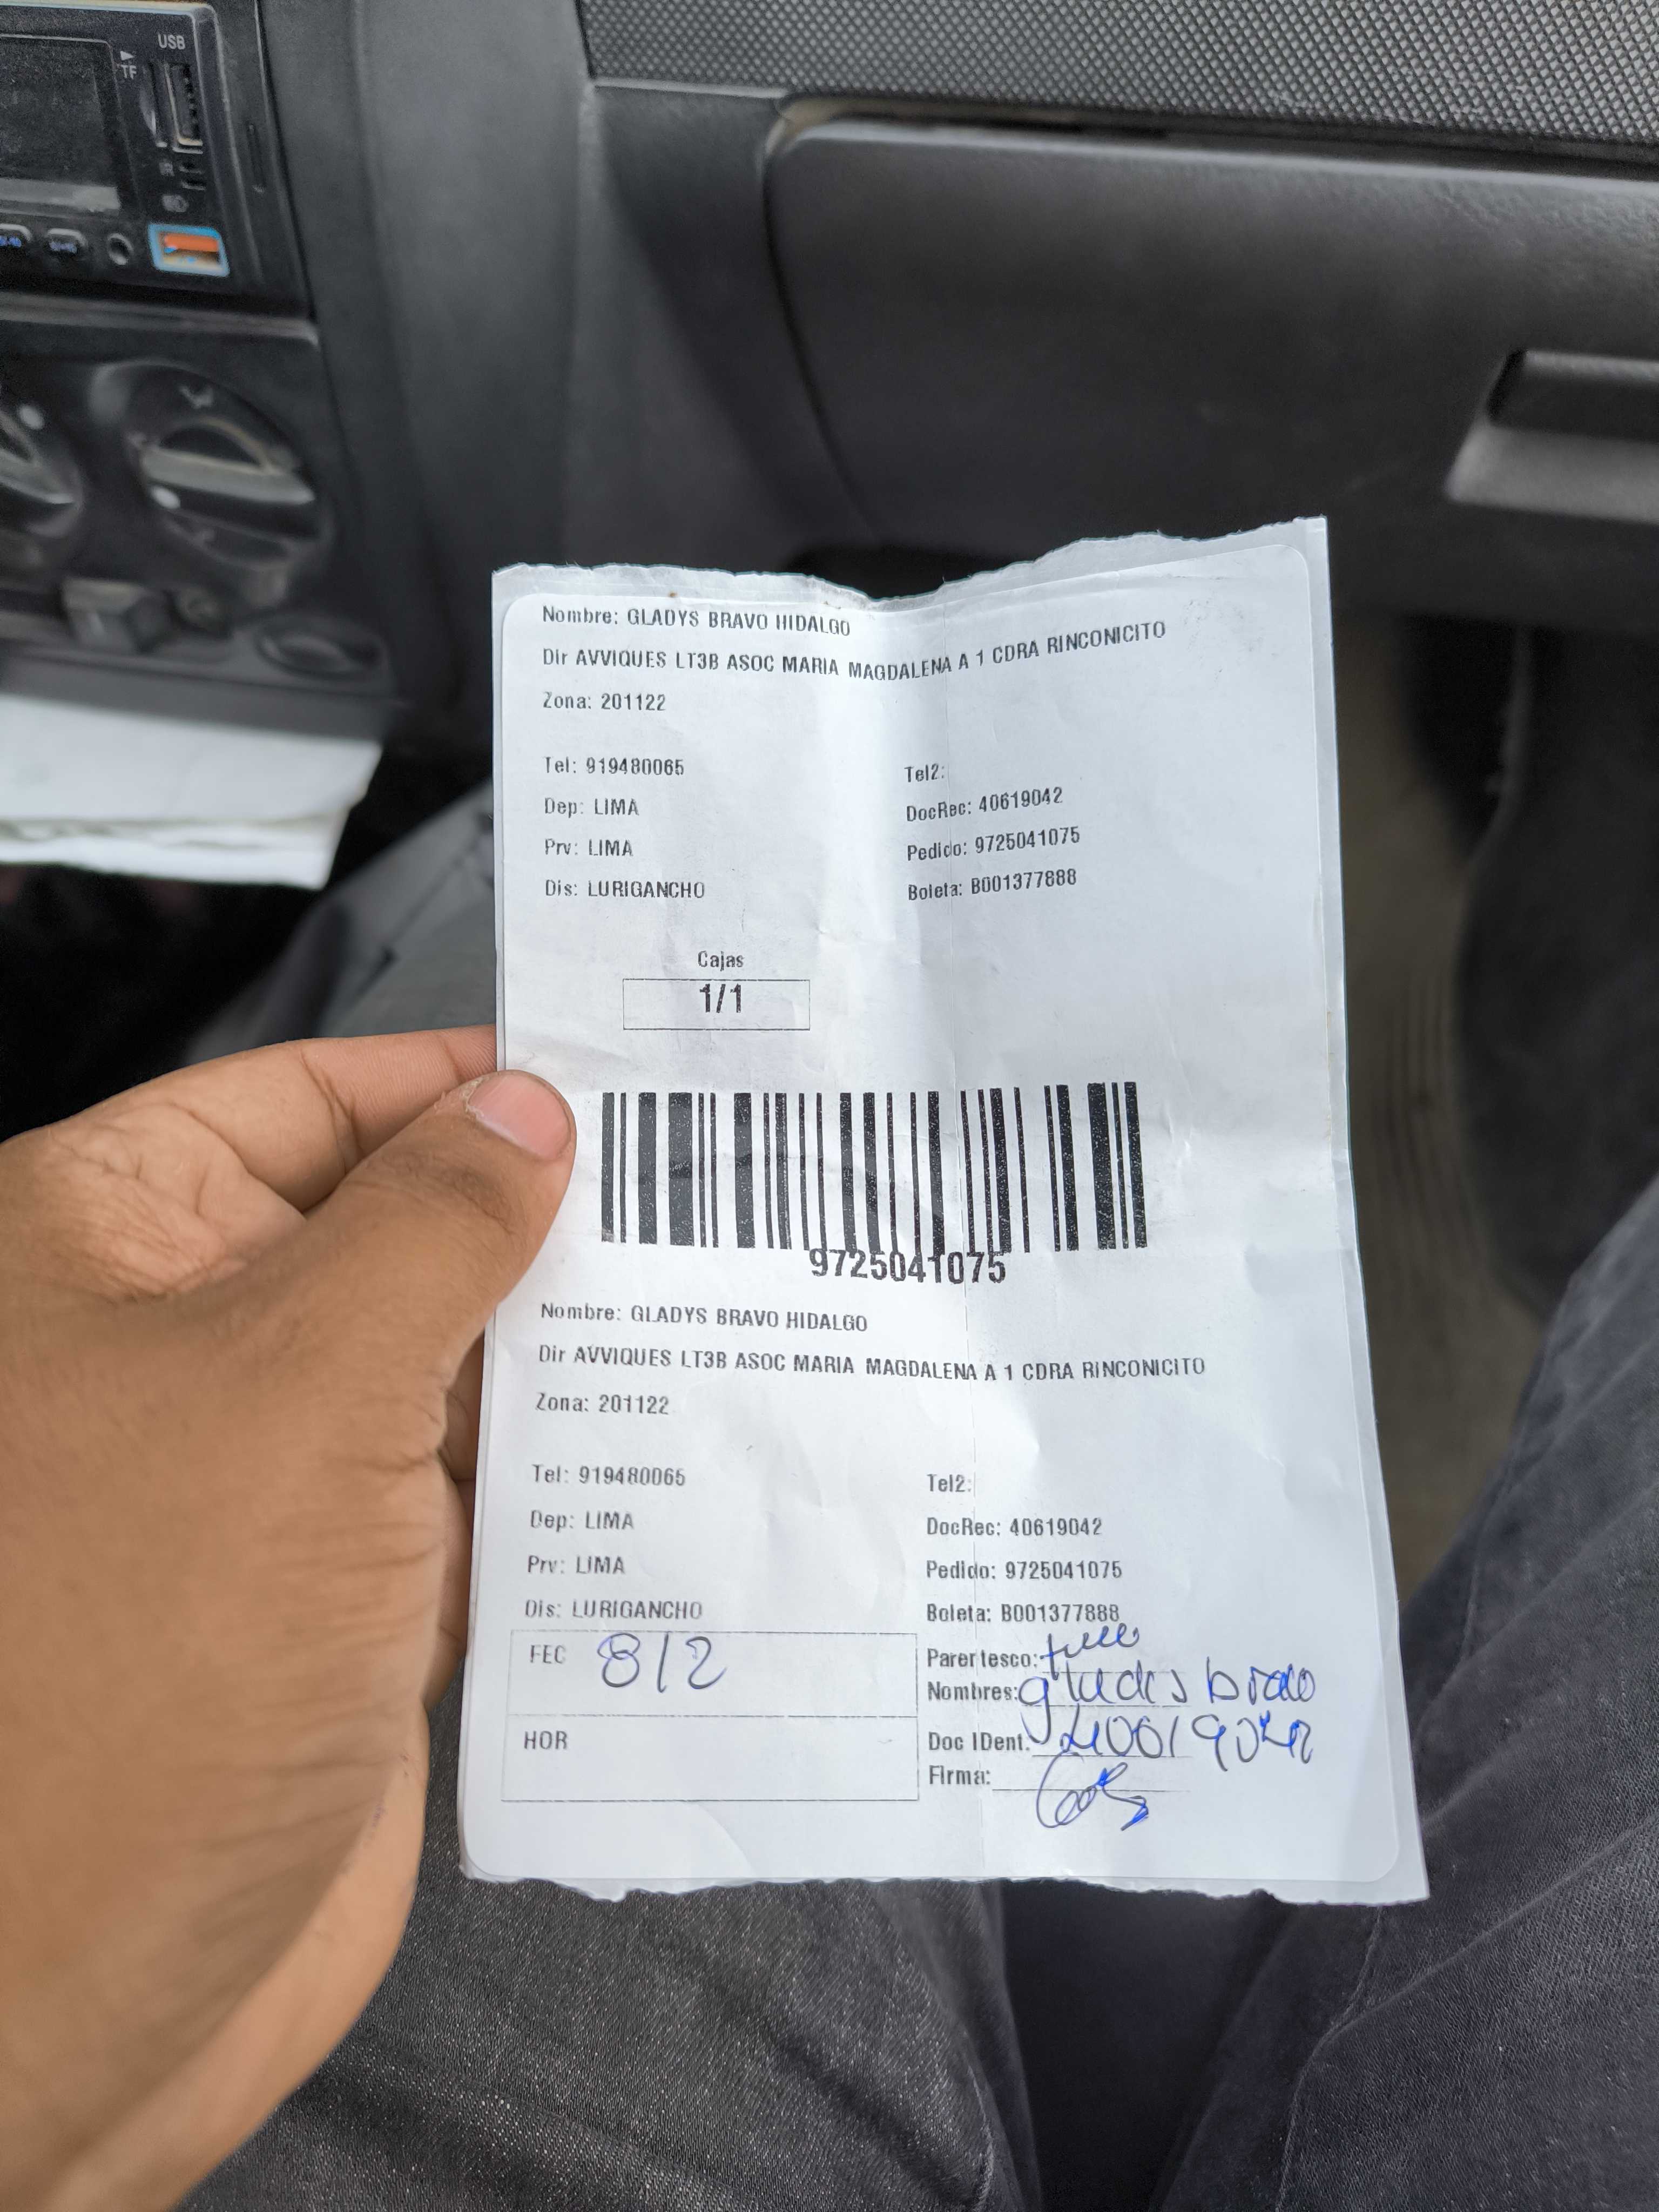 USB
TF
Nombre: GLADYS BRAVO HIDALGO
Dir AVVIQUES LT3B ASOC MARIA MAGDALENA A 1 CDRA RINCONICITO
Zona: 201122
Tel: 919480065 Tel2:
Dep: LIMA DocRec: 40619042
Prv: LIMA Pedido: 9725041075
Dis: LURIGANCHO Boleta: B001377888
Cajas
1/1
9725041075
Nombre: GLADYS BRAVO HIDALGO
Dir AVVIQUES LT3B ASOC MARIA MAGDALENA A 1 CDRA RINCONICITO
Zona: 201122
Tel: 919480065 Tel2:
Dep: LIMA DocRec: 40619042
Prv: LIMA Pedido: 9725041075
Dis: LURIGANCHO Boleta: B001377888
FEC 8/2 Parentesco:
Nombres: gladis bravo
HOR Doc IDent. 40619042
Firma: